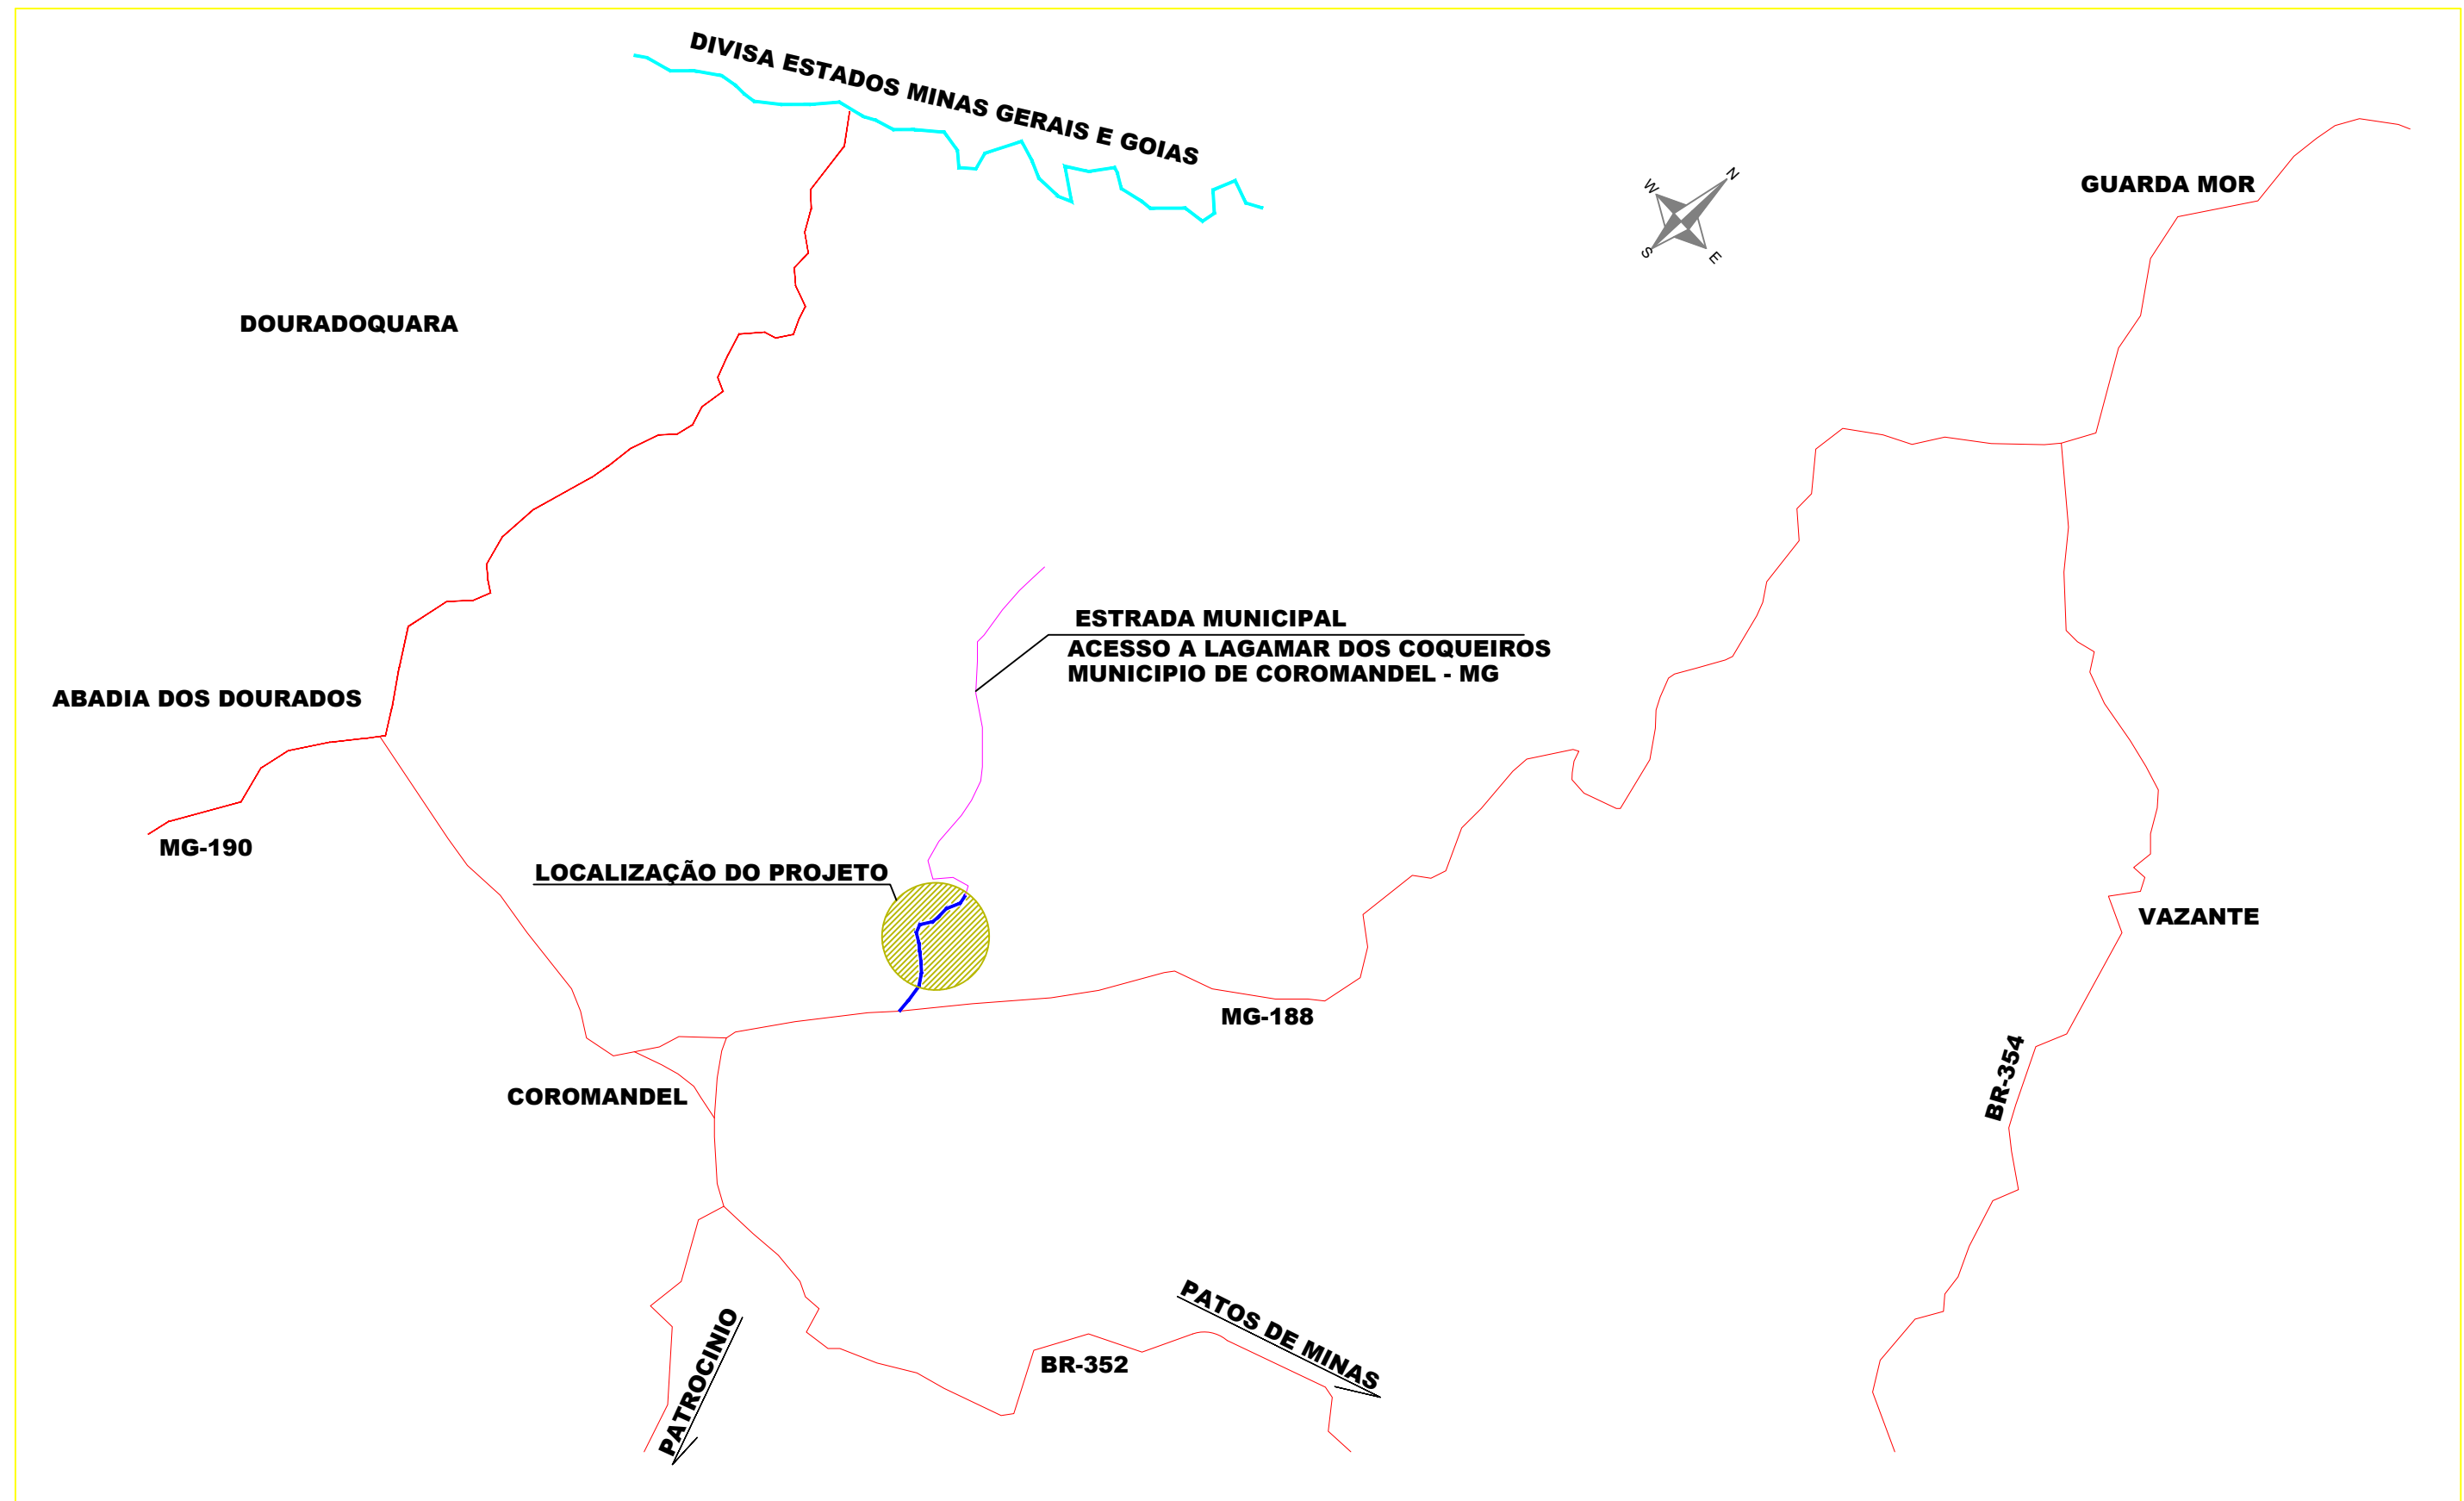 DIVISA ESTADOS MINAS GERAIS E GOIAS
N
W
S
E
GUARDA MOR
DOURADOQUARA
ESTRADA MUNICIPAL
ACESSO A LAGAMAR DOS COQUEIROS
MUNICIPIO DE COROMANDEL - MG
ABADIA DOS DOURADOS
MG-190
LOCALIZAÇÃO DO PROJETO
VAZANTE
MG-188
BR-354
COROMANDEL
PATROCINIO
PATOS DE MINAS
BR-352